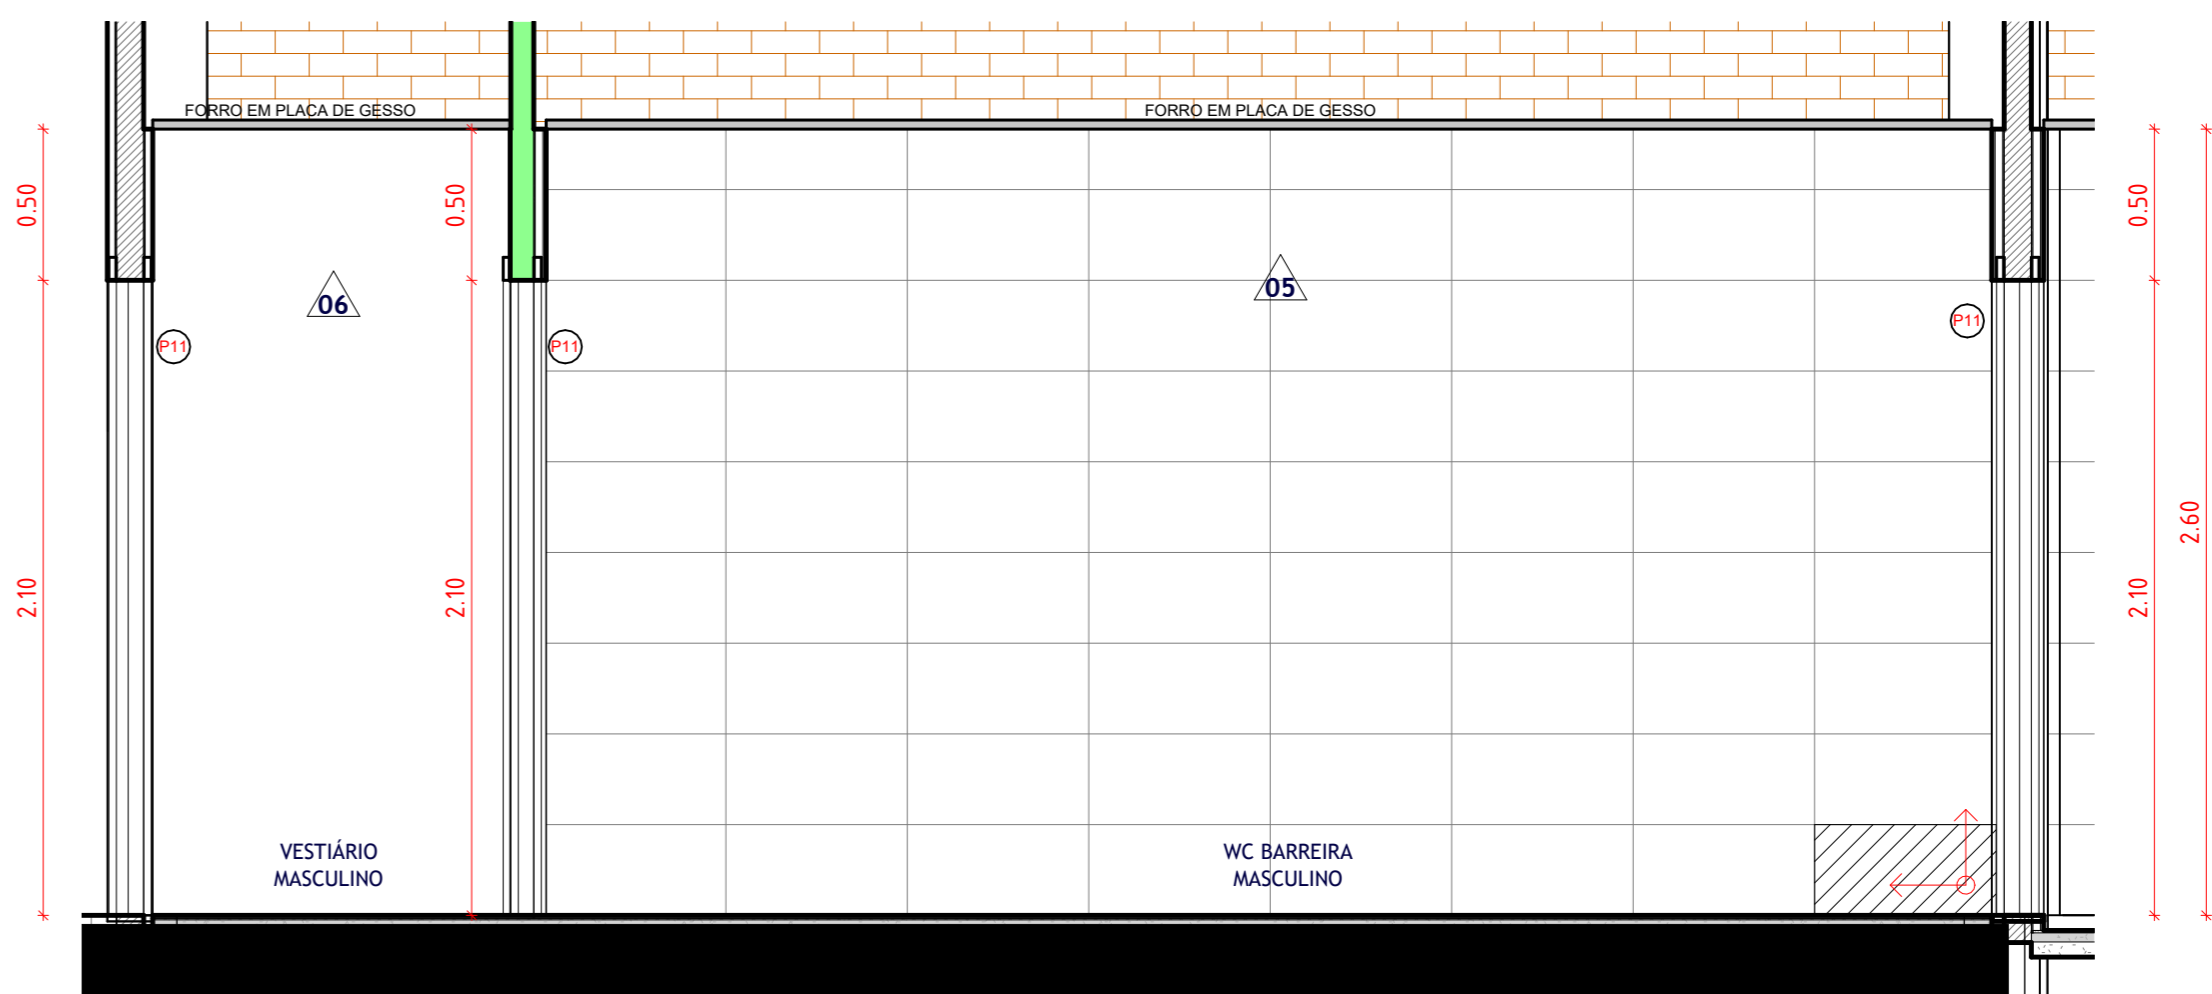 FORRO EM PLACA DE GESSO
FORRO EM PLACA DE GESSO
0.50
0.50
0.50
06
05
P11
P11
P11
2.60
2.10
2.10
2.10
VESTIÁRIO
MASCULINO
WC BARREIRA
MASCULINO